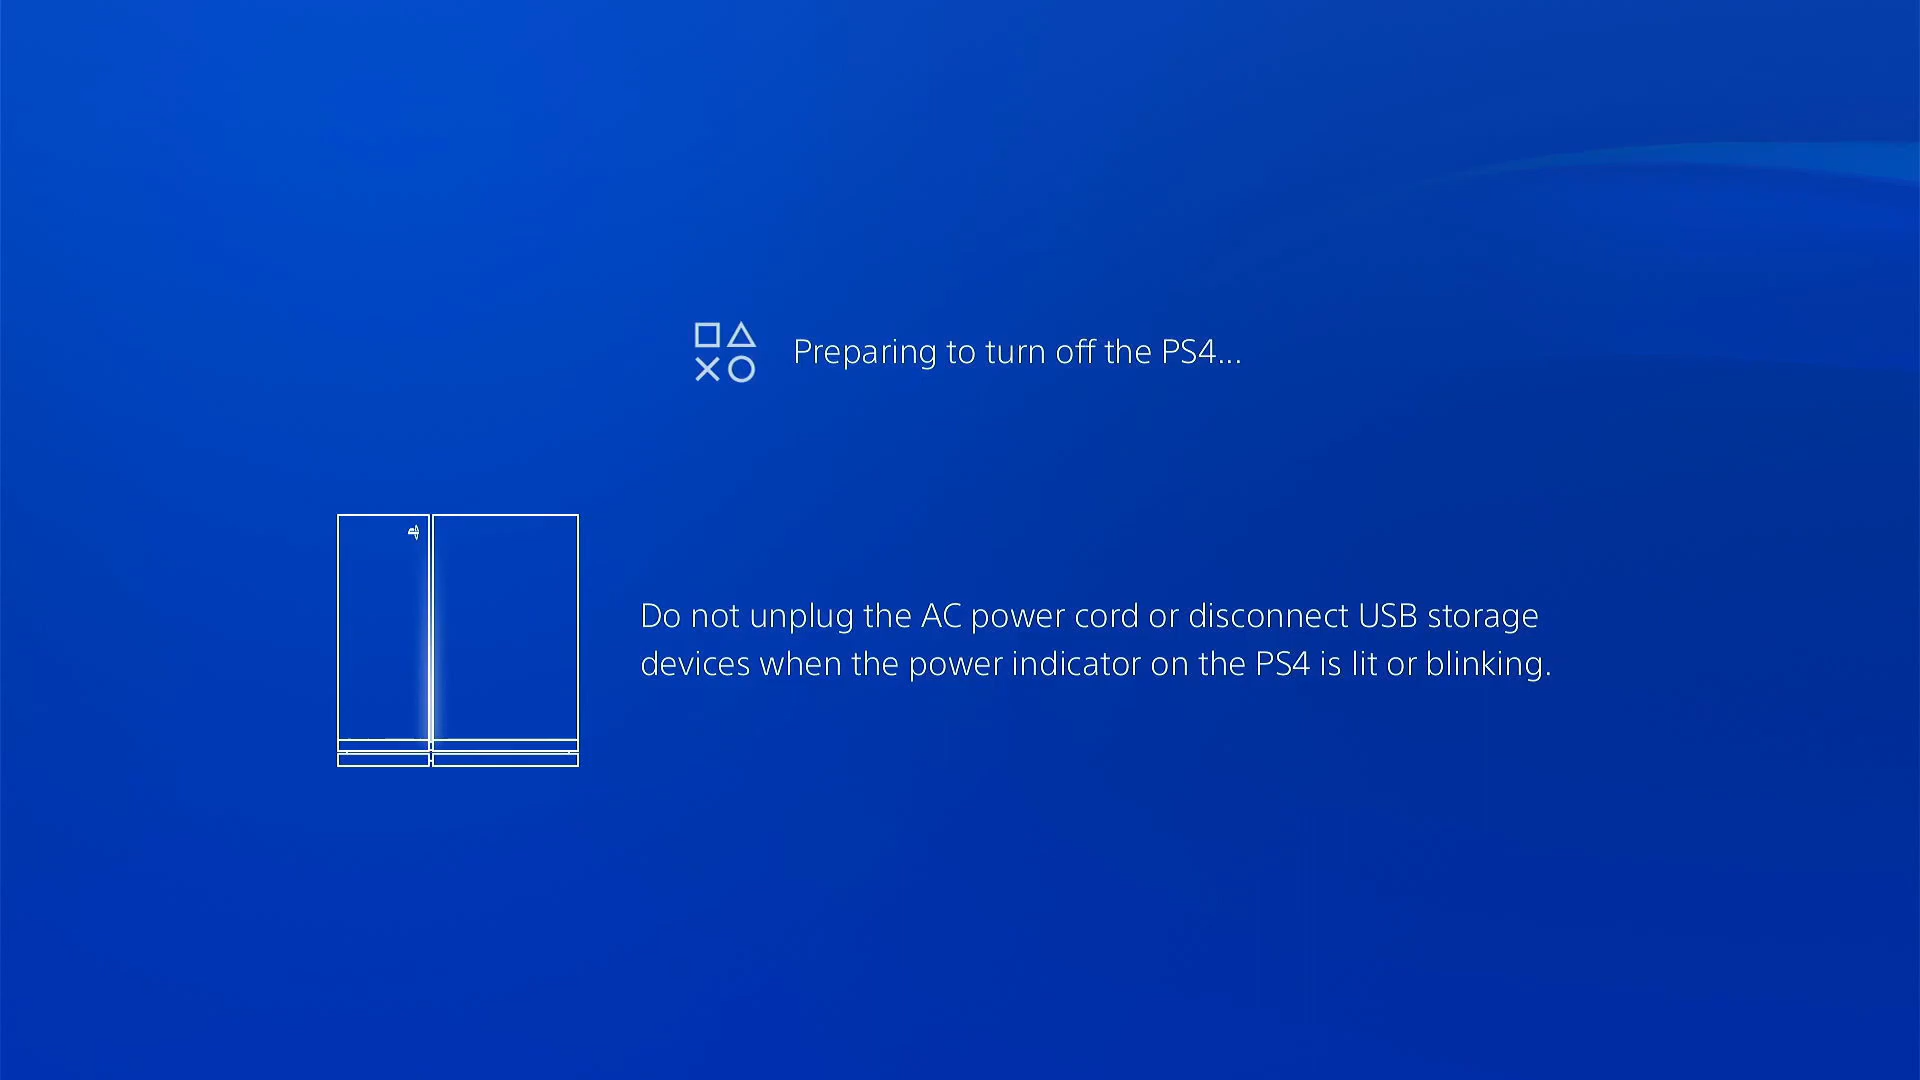 Preparing to turn off the PS4...
Do not unplug the AC power cord or disconnect USB storage
devices when the power indicator on the PS4 is lit or blinking.